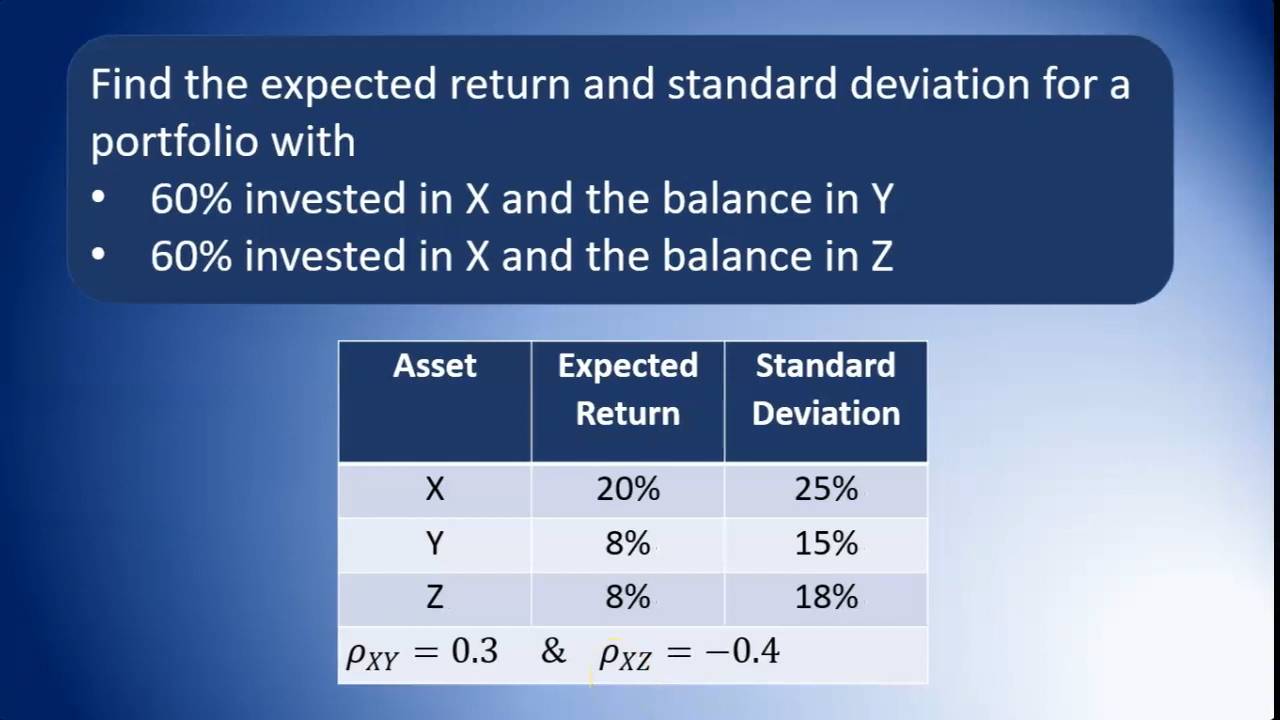 Find the expected return and standard deviation for a
portfolio with
• 60% invested in X and the balance in Y
• 60% invested in X and the balance in Z
Asset Expected Return Standard Deviation
X 20% 25%
Y 8% 15%
Z 8% 18%
ρXY = 0.3 & ρXZ = −0.4